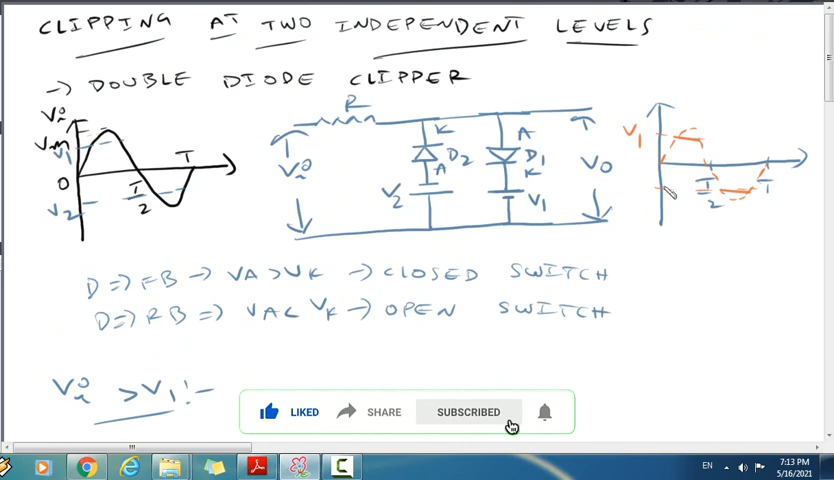 CLIPPING AT TWO INDEPENDENT LEVELS
-> DOUBLE DIODE CLIPPER
Vi
Vm
V1
0
V2
T/2
T
R
Vi
K
D2
A
V2
A
D1
K
V1
V0
V1
T/2
T
D => FB -> VA > VK -> CLOSED SWITCH
D => RB => VA < VK -> OPEN SWITCH
Vi > V1 :-
LIKED
SHARE
SUBSCRIBED
EN
7:13 PM
5/16/2021